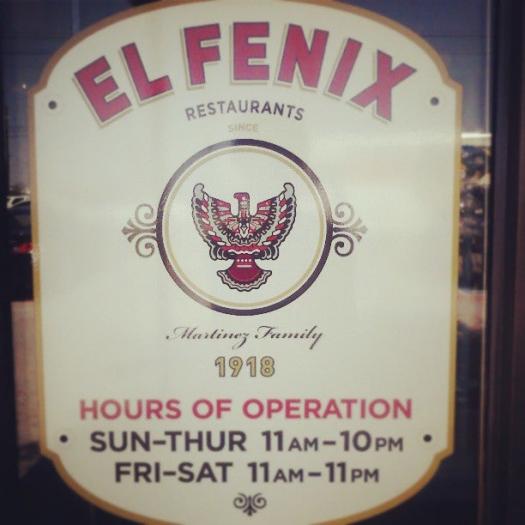 EL FENIX
RESTAURANTS
SINCE
Martinez Family
1918
HOURS OF OPERATION
SUN-THUR 11AM-10PM
FRI-SAT 11AM-11PM